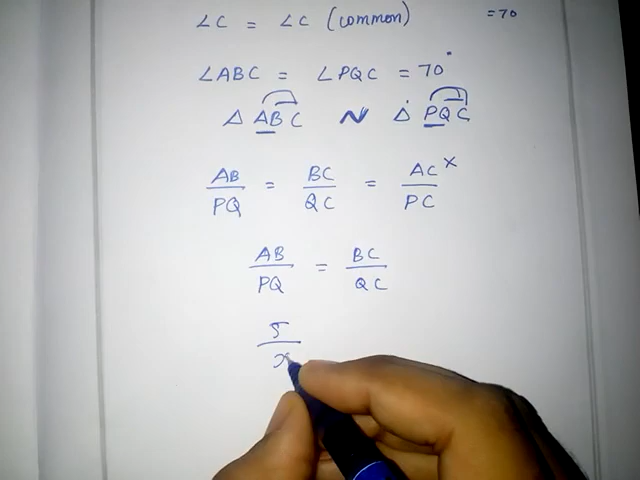 ∠C = ∠C (common) = 70
∠ABC = ∠PQC = 70°
Δ ABC ~ Δ PQC
AB/PQ = BC/QC = AC/PC ×
AB/PQ = BC/QC
5/x